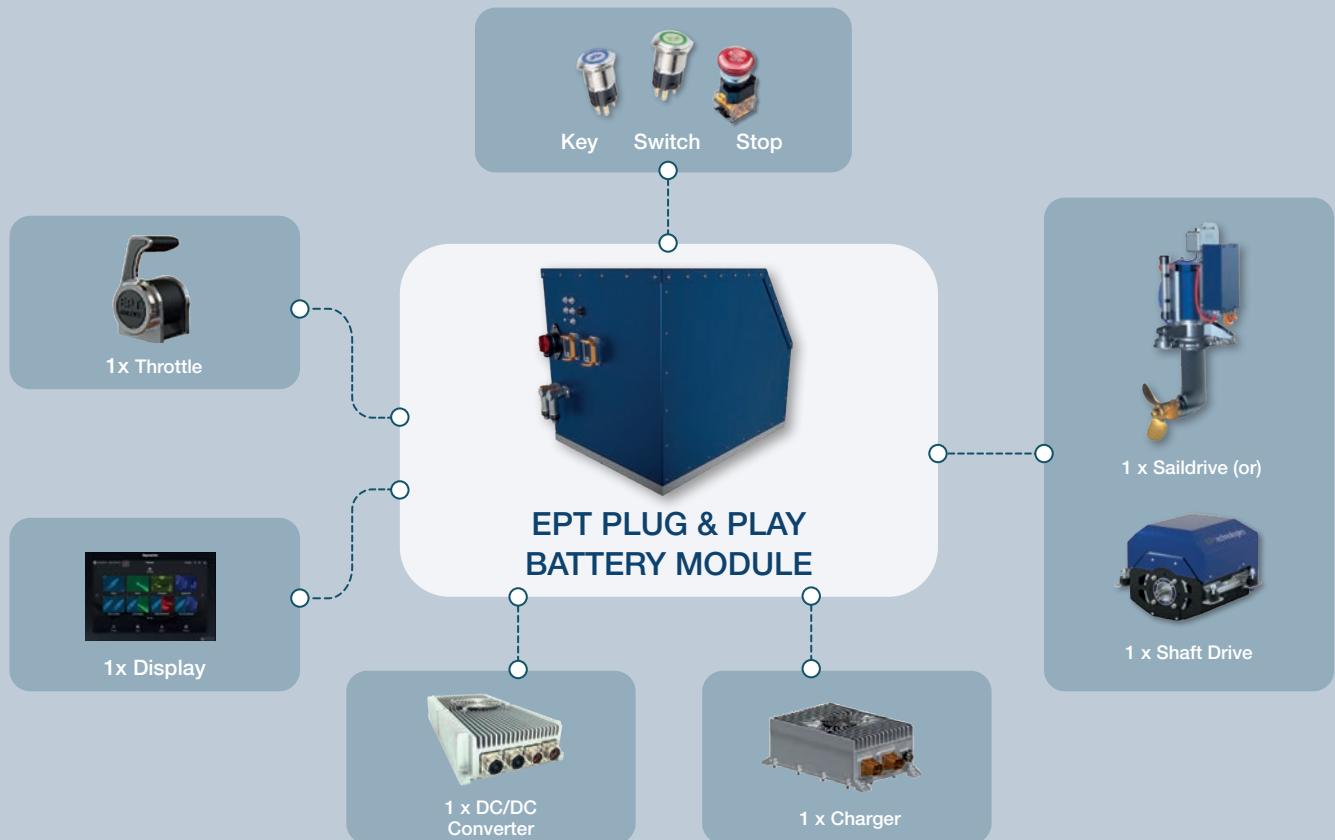 Key Switch Stop
1x Throttle
EPT
EPT PLUG & PLAY
BATTERY MODULE
1 x Saildrive (or)
1x Display
1 x Shaft Drive
1 x DC/DC
Converter
1 x Charger